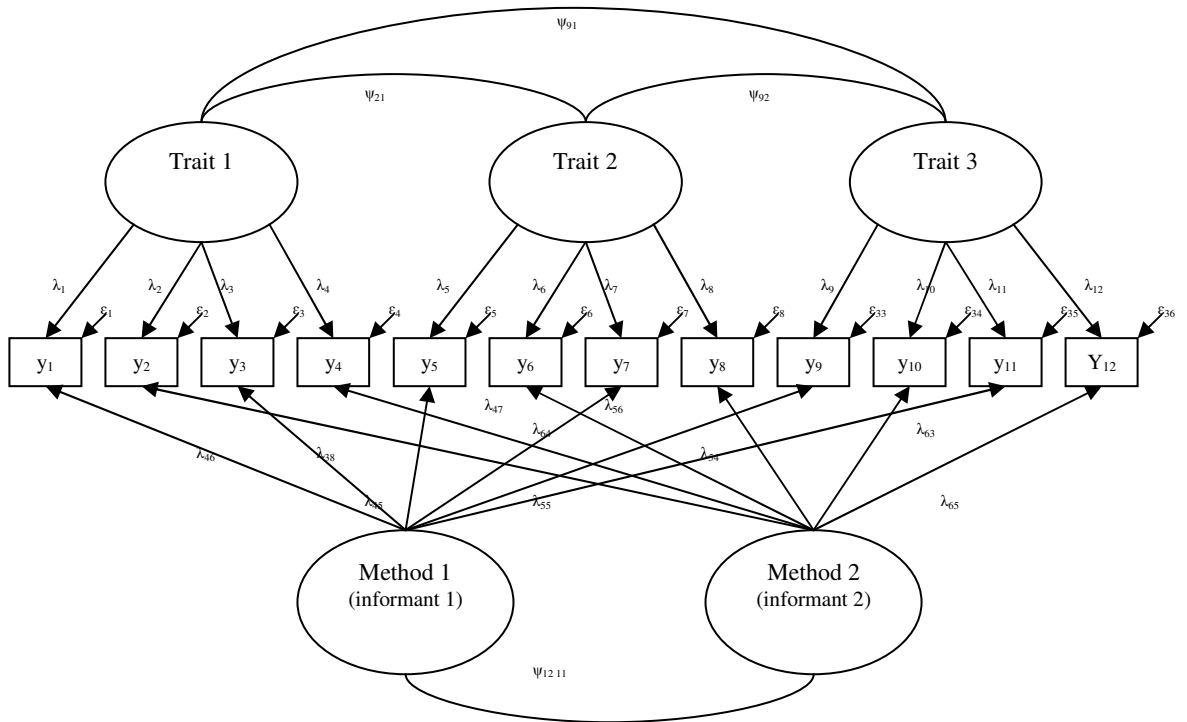 ψ91
ψ21 ψ92
Trait 1 Trait 2 Trait 3
λ1 λ2 λ3 λ4 λ5 λ6 λ7 λ8 λ9 λ10 λ11 λ12
ε1 ε2 ε3 ε4 ε5 ε6 ε7 ε8 ε33 ε34 ε35 ε36
y1 y2 y3 y4 y5 y6 y7 y8 y9 y10 y11 Y12
λ47 λ56
λ64 λ63
λ46 λ38 λ54
λ45 λ55 λ65
Method 1 Method 2
(informant 1) (informant 2)
ψ12 11